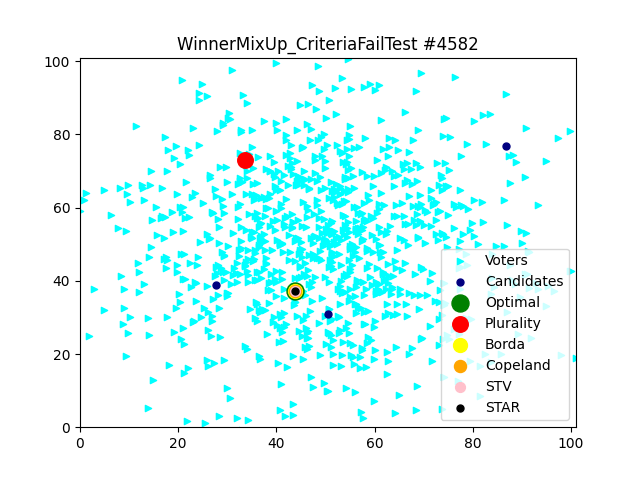 WinnerMixUp_CriteriaFailTest #4582
100
80
60
40
20
0
0
20
40
60
80
100
Voters
Candidates
Optimal
Plurality
Borda
Copeland
STV
STAR